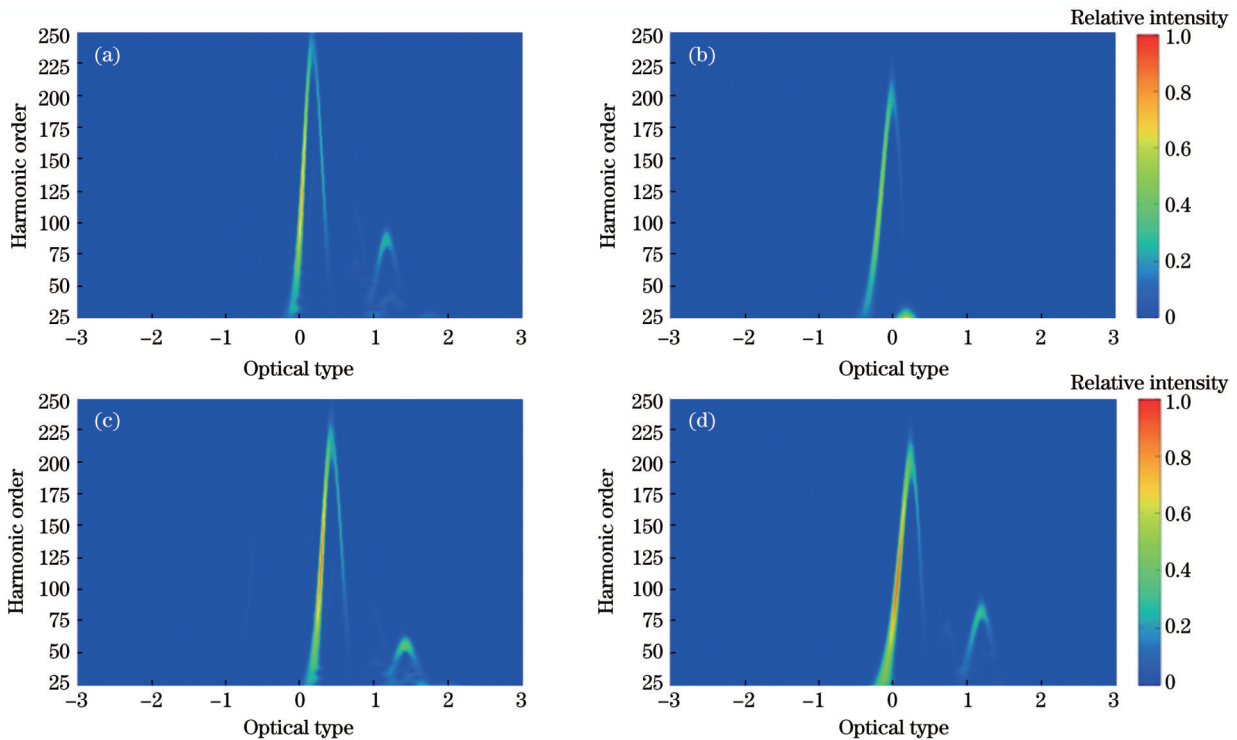 Relative intensity
(a)
250
225
200
175
150
125
100
75
50
25
Harmonic order
−3 −2 −1 0 1 2 3
Optical type
(b)
250
225
200
175
150
125
100
75
50
25
Harmonic order
−3 −2 −1 0 1 2 3
Optical type
1.0
0.8
0.6
0.4
0.2
0
Relative intensity
(c)
250
225
200
175
150
125
100
75
50
25
Harmonic order
−3 −2 −1 0 1 2 3
Optical type
(d)
250
225
200
175
150
125
100
75
50
25
Harmonic order
−3 −2 −1 0 1 2 3
Optical type
1.0
0.8
0.6
0.4
0.2
0